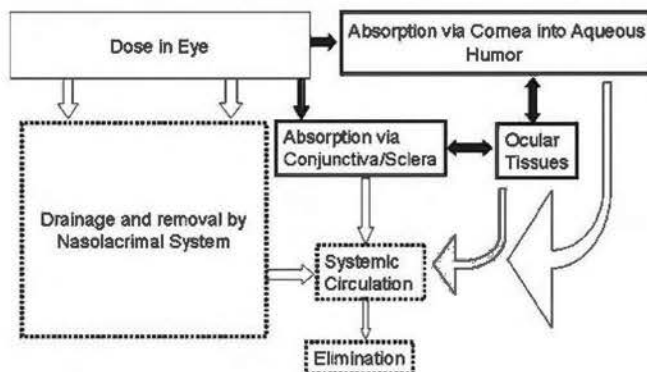 Dose in Eye
Absorption via Cornea into Aqueous
Humor
Absorption via
Conjunctiva/Sclera
Ocular
Tissues
Drainage and removal by
Nasolacrimal System
Systemic
Circulation
Elimination